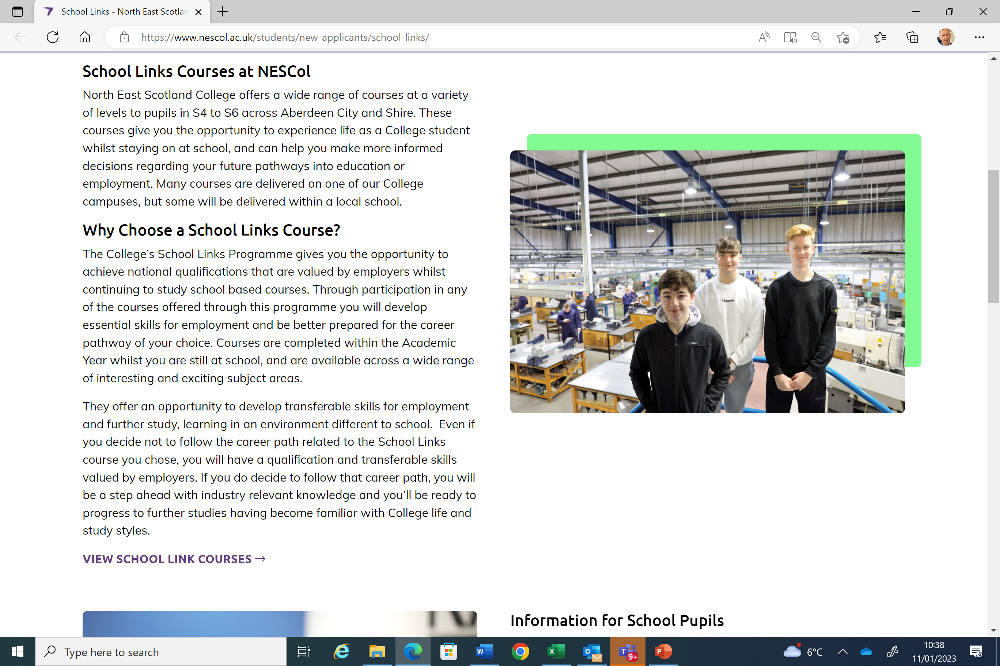 School Links - North East Scotlan
https://www.nescol.ac.uk/students/new-applicants/school-links/
School Links Courses at NESCol
North East Scotland College offers a wide range of courses at a variety
of levels to pupils in S4 to S6 across Aberdeen City and Shire. These
courses give you the opportunity to experience life as a College student
whilst staying on at school, and can help you make more informed
decisions regarding your future pathways into education or
employment. Many courses are delivered on one of our College
campuses, but some will be delivered within a local school.
Why Choose a School Links Course?
The College’s School Links Programme gives you the opportunity to
achieve national qualifications that are valued by employers whilst
continuing to study school based courses. Through participation in any
of the courses offered through this programme you will develop
essential skills for employment and be better prepared for the career
pathway of your choice. Courses are completed within the Academic
Year whilst you are still at school, and are available across a wide range
of interesting and exciting subject areas.
They offer an opportunity to develop transferable skills for employment
and further study, learning in an environment different to school.  Even if
you decide not to follow the career path related to the School Links
course you chose, you will have a qualification and transferable skills
valued by employers. If you do decide to follow that career path, you will
be a step ahead with industry relevant knowledge and you’ll be ready to
progress to further studies having become familiar with College life and
study styles.
VIEW SCHOOL LINK COURSES →
adidas
CMP
Information for School Pupils
Type here to search
9+
6°C
10:38
11/01/2023